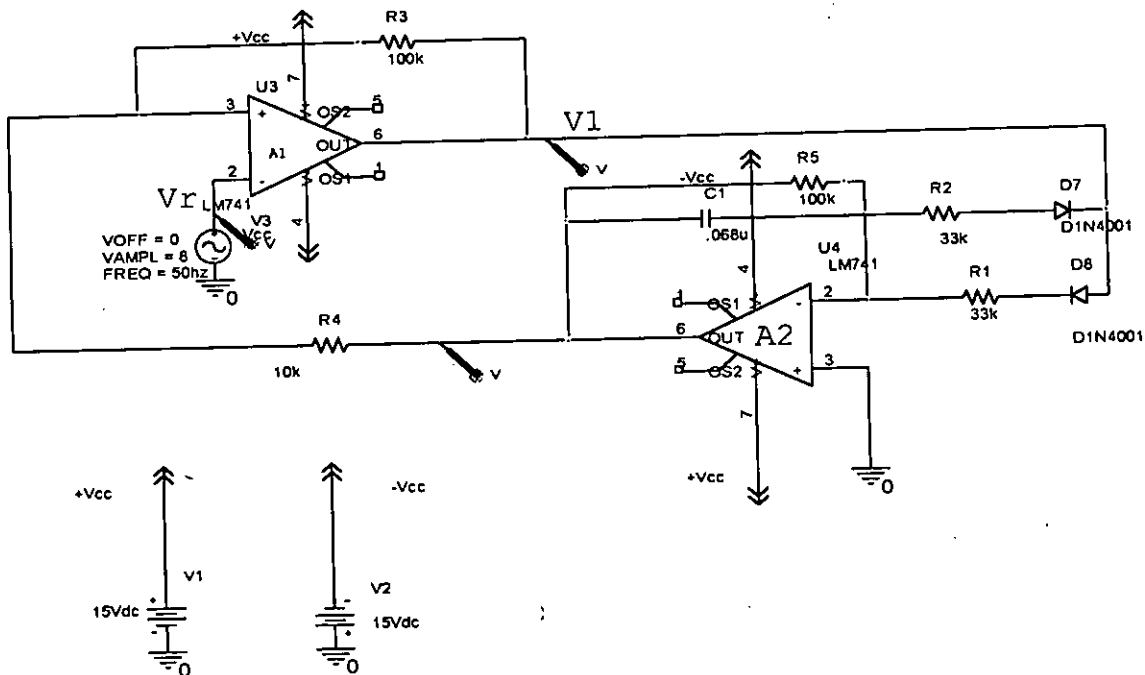 R3
+Vcc
100k
7
U3
3
+
OS2
5
V1
OUT
6
A1
2
-
OS1
1
Vr
LM741
4
V3
Vcc
V
V
VOFF = 0
VAMPL = 8
FREQ = 50hz
0
-Vcc
R5
100k
C1
.068u
R2
33k
D7
D1N4001
4
U4
LM741
D8
1
OS1
2
-
R1
33k
D1N4001
R4
10k
6
OUT
A2
V
5
OS2
+
3
7
+Vcc
0
+Vcc
-Vcc
V1
V2
+
-
15Vdc
-
15Vdc
+
0
0